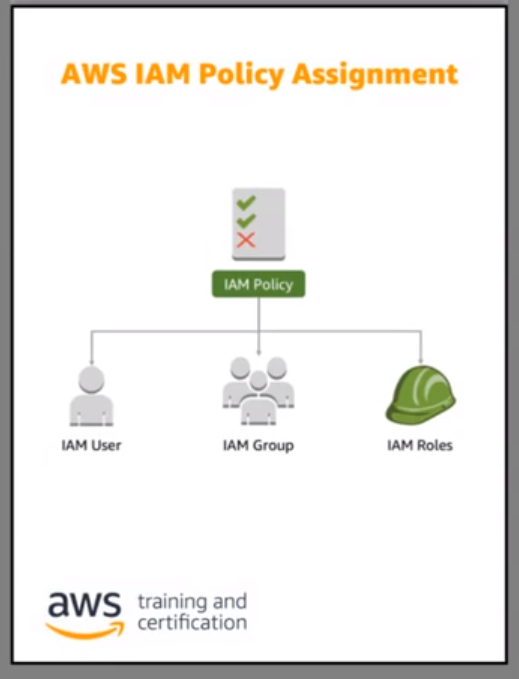 AWS IAM Policy Assignment
IAM Policy
IAM User
IAM Group
IAM Roles
aws
training and
certification